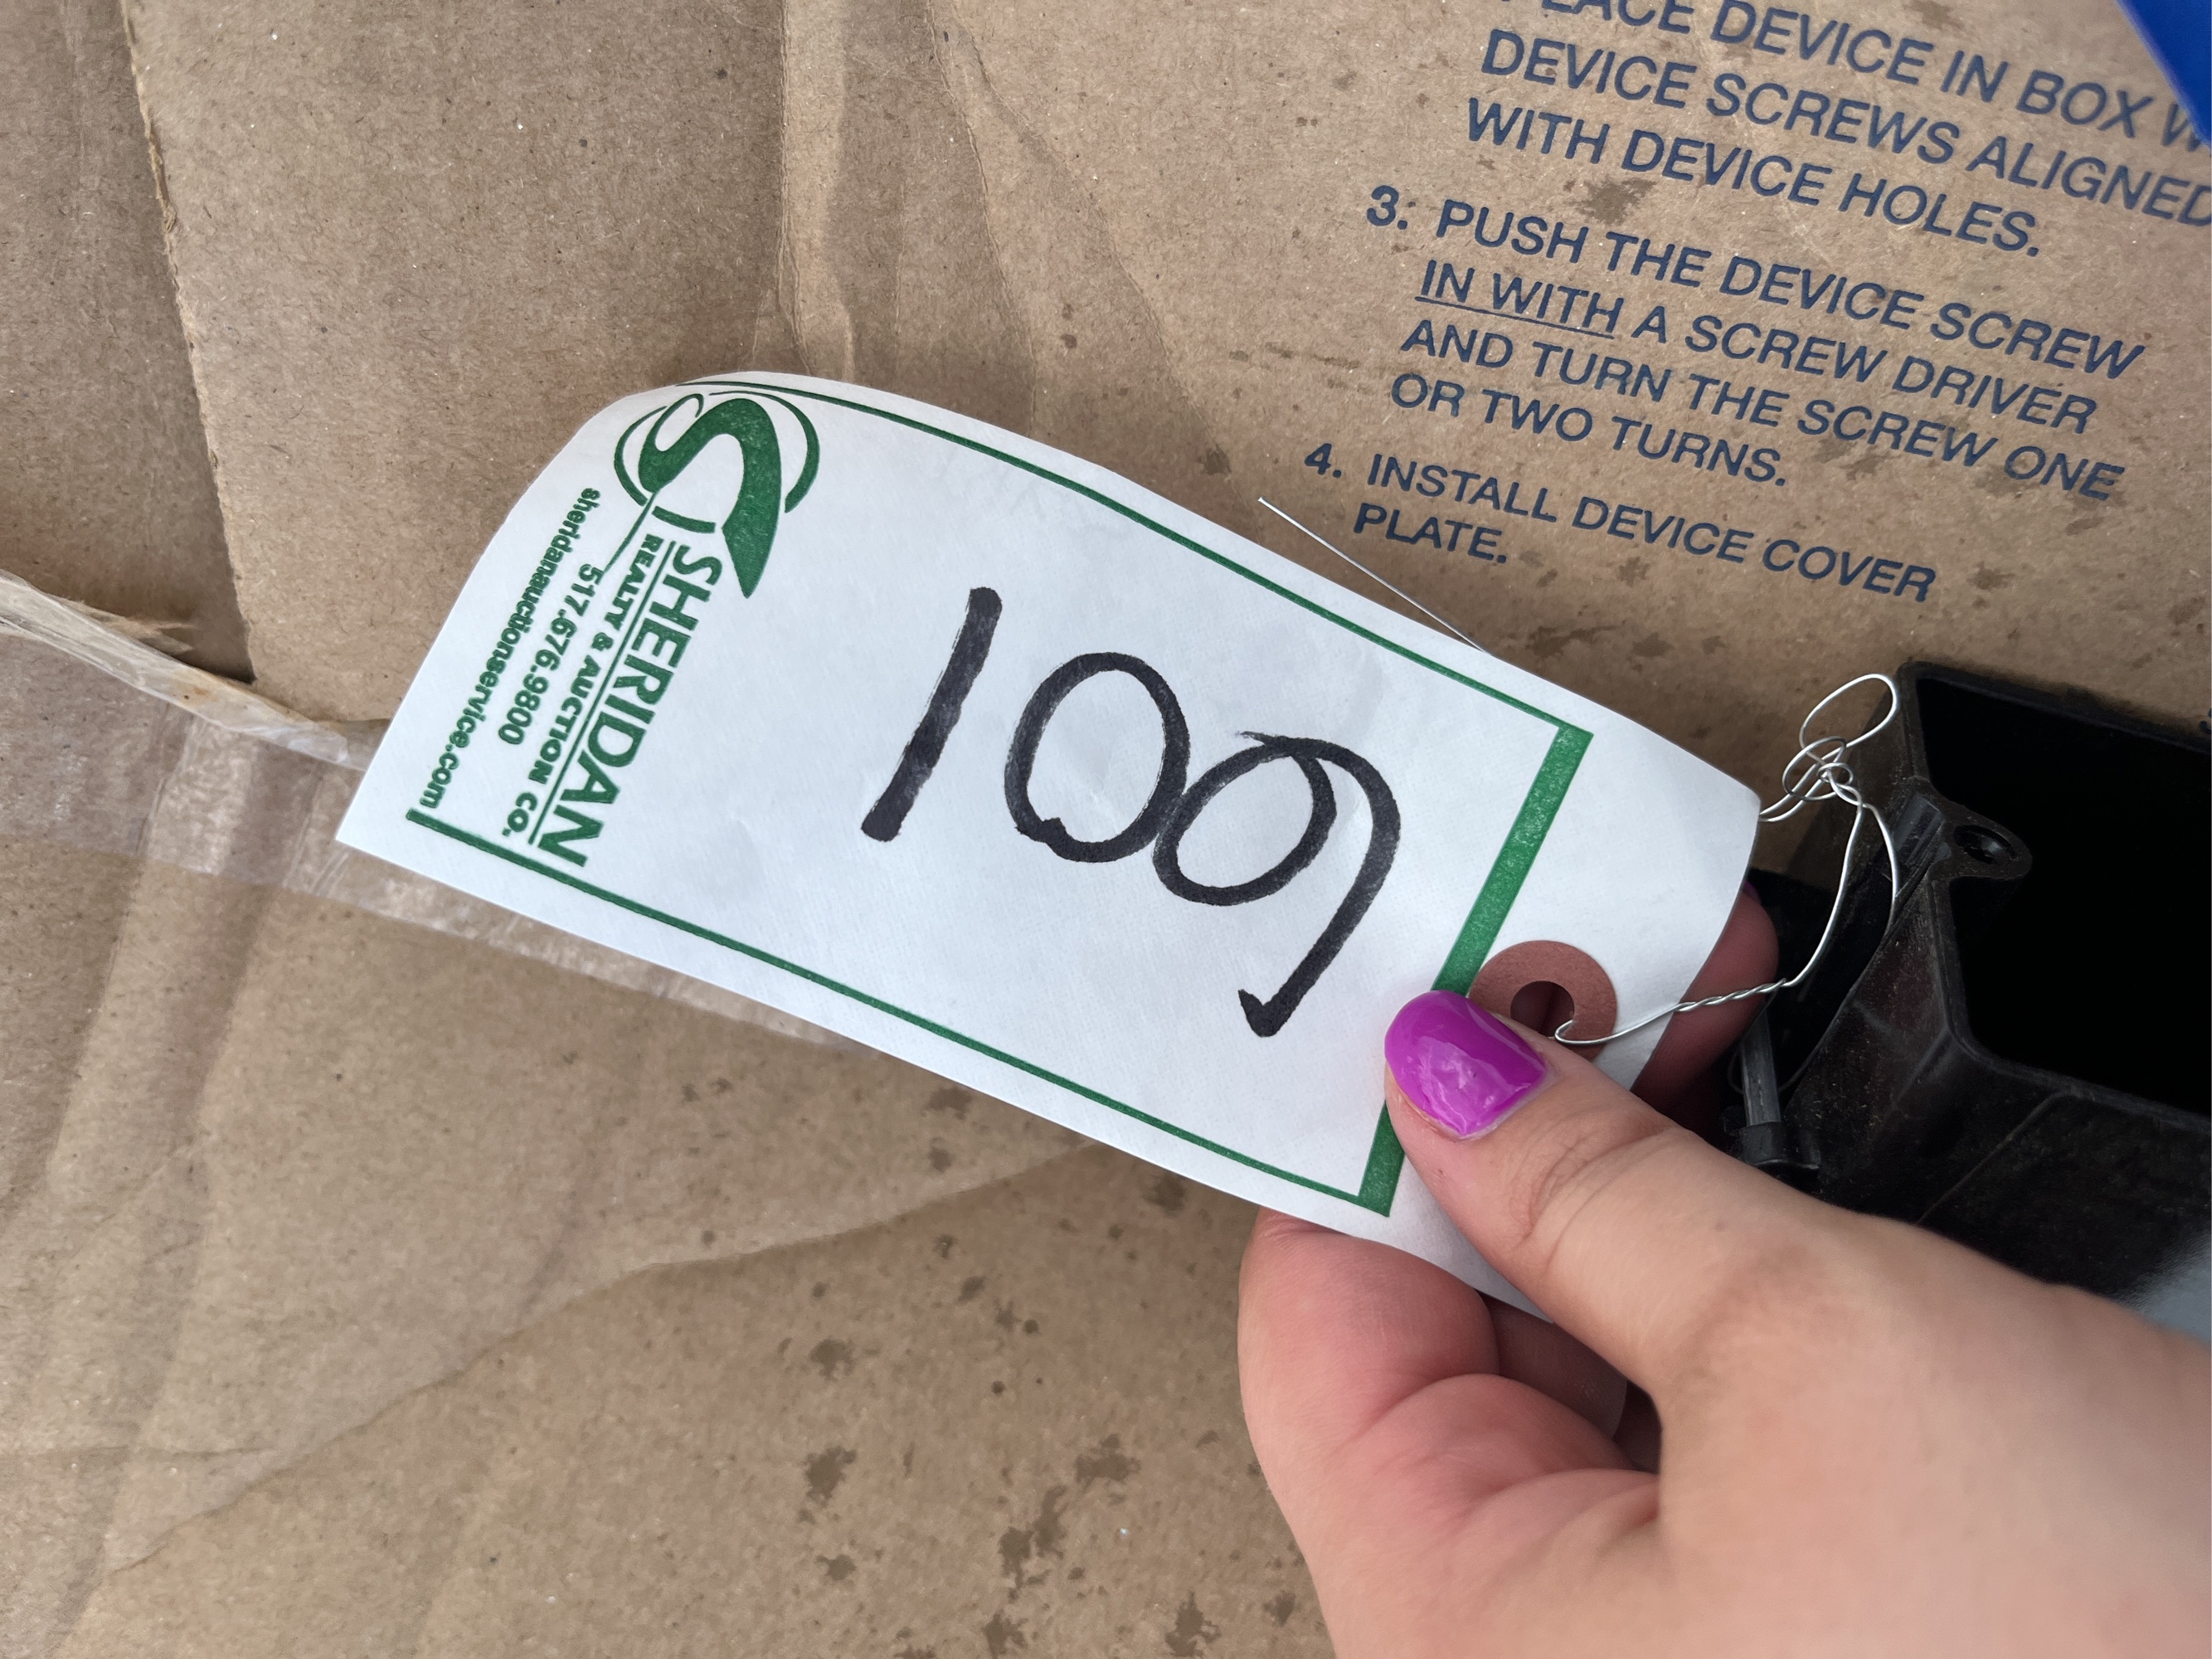 DEVICE IN BOX
DEVICE SCREWS ALIGNED
WITH DEVICE HOLES.
3. PUSH THE DEVICE SCREW
IN WITH A SCREW DRIVER
AND TURN THE SCREW ONE
OR TWO TURNS.
4. INSTALL DEVICE COVER
PLATE.
109
SHERIDAN
REALTY & AUCTION CO.
517.676.9800
sheridanauctionservice.com